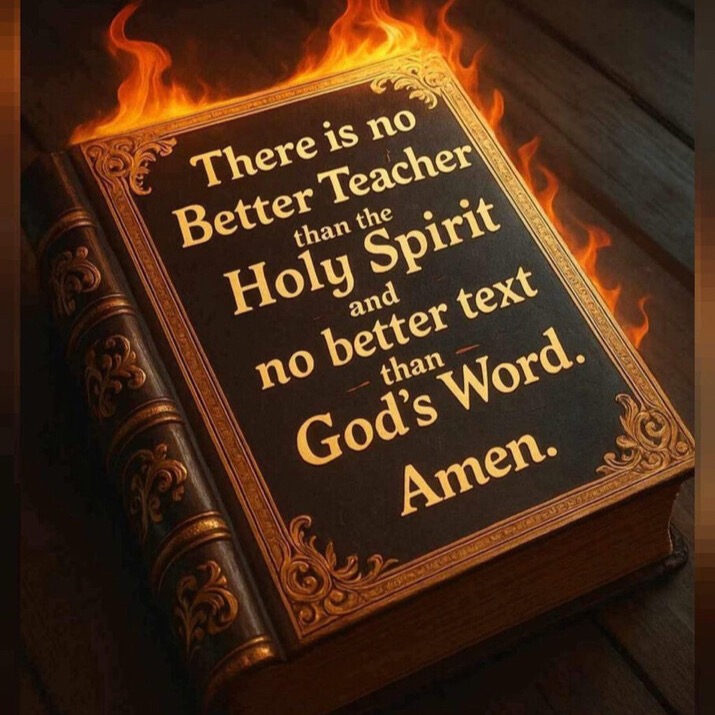 There is no
Better Teacher
than the
Holy Spirit
and
no better text
than
God's Word.
Amen.